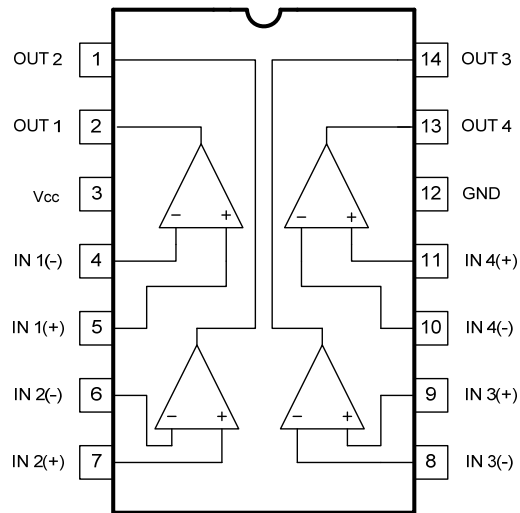 OUT 2 1 14 OUT 3
OUT 1 2 13 OUT 4
Vcc 3 12 GND
− + − +
IN 1(-) 4 11 IN 4(+)
IN 1(+) 5 10 IN 4(-)
IN 2(-) 6 9 IN 3(+)
− + − +
IN 2(+) 7 8 IN 3(-)